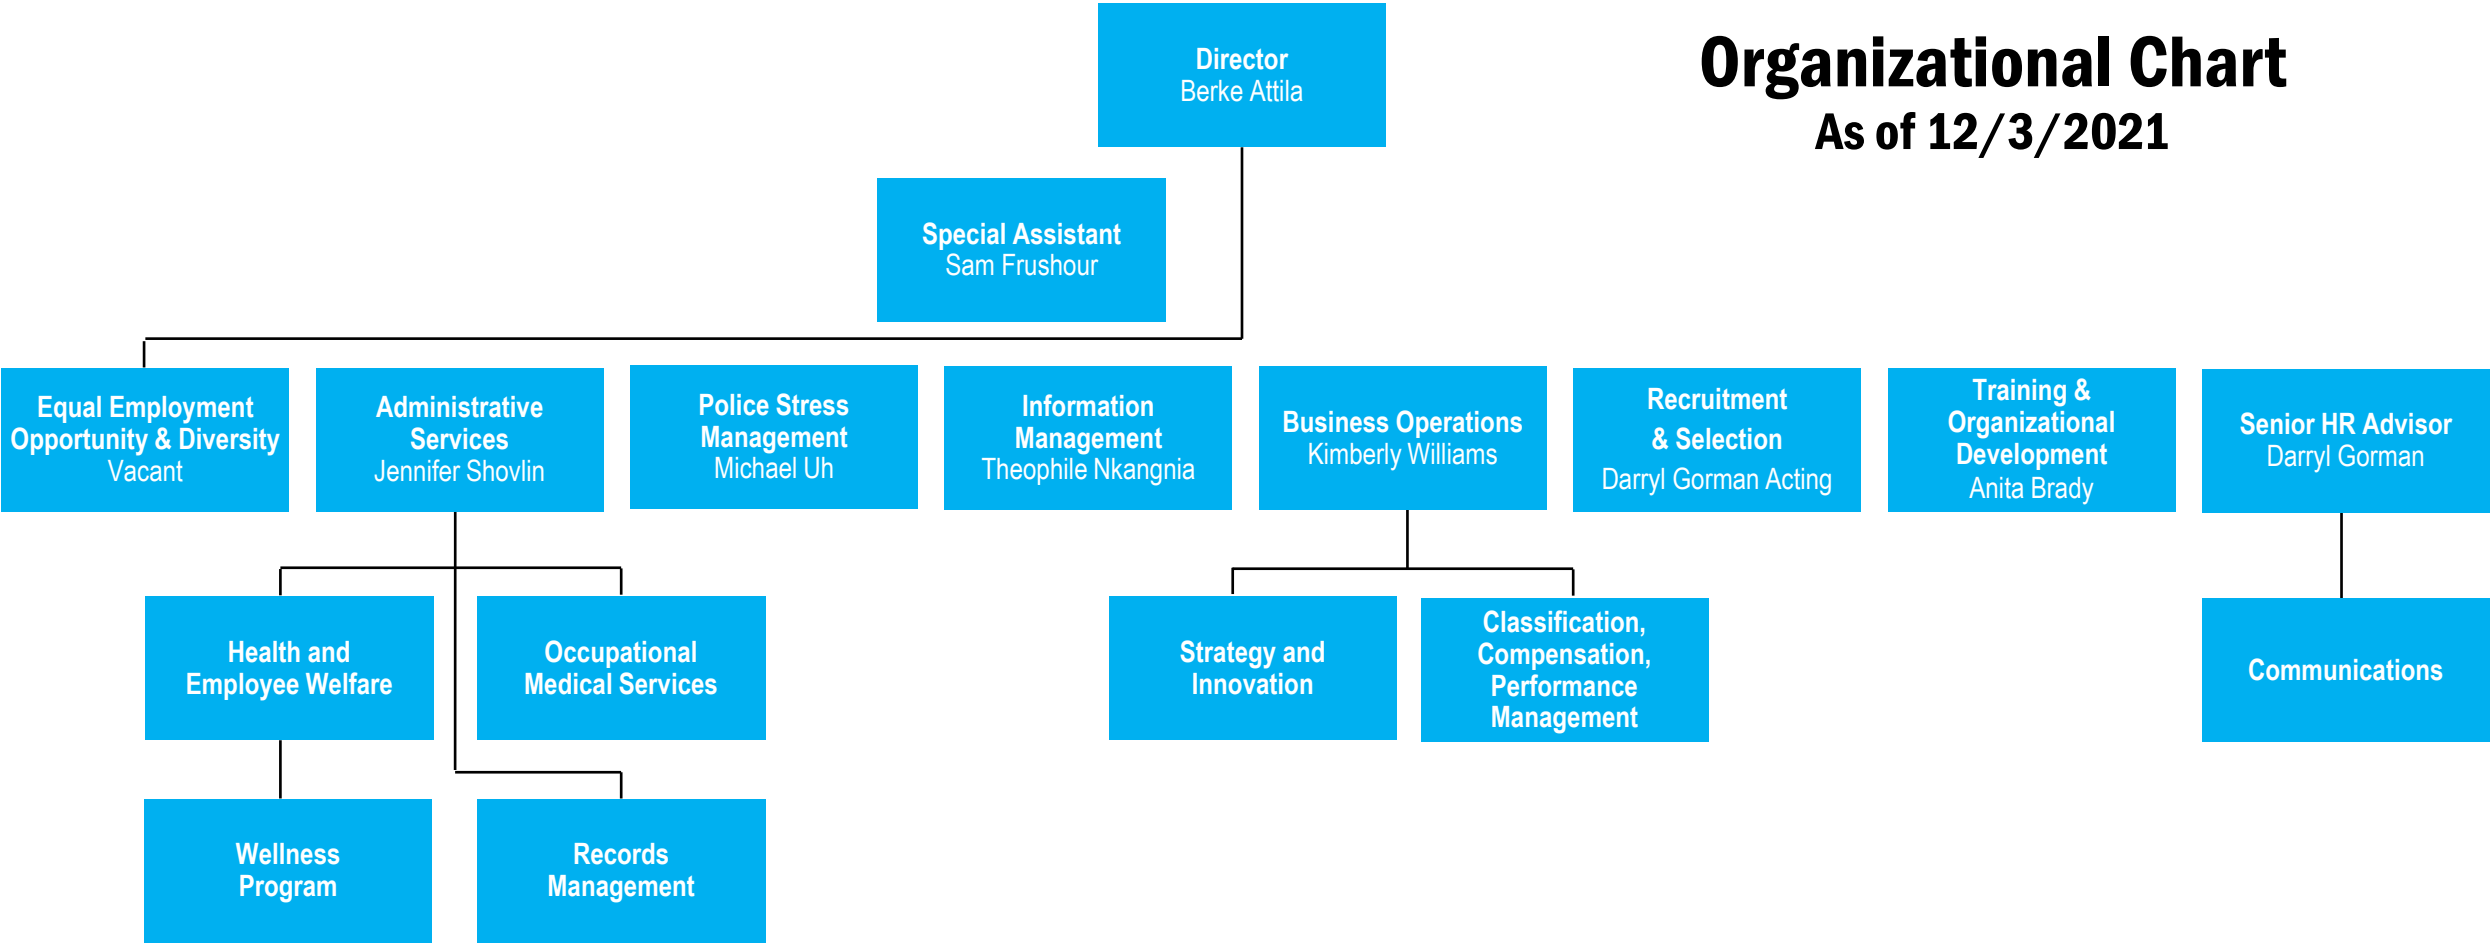 Organizational Chart
As of 12/3/2021
Director
Berke Attila
Special Assistant
Sam Frushour
Equal Employment
Opportunity & Diversity
Vacant
Administrative
Services
Jennifer Shovlin
Police Stress
Management
Michael Uh
Information
Management
Theophile Nkangnia
Business Operations
Kimberly Williams
Recruitment
& Selection
Darryl Gorman Acting
Training &
Organizational
Development
Anita Brady
Senior HR Advisor
Darryl Gorman
Health and
Employee Welfare
Occupational
Medical Services
Strategy and
Innovation
Classification,
Compensation,
Performance
Management
Communications
Wellness
Program
Records
Management